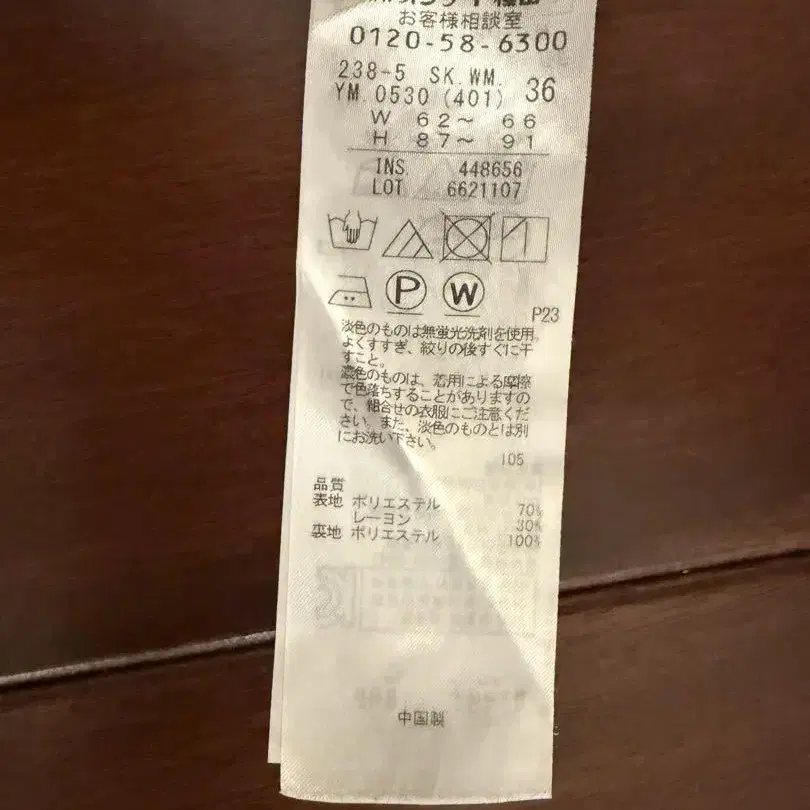 お客様相談室
0120-58-6300
238-5 SK.WM.
YM.0530 (401) 36
W 62〜 66
H 87〜 91
INS. 448656
LOT 6621107
P W
P23
淡色のものは無蛍光洗剤を使用。
よくすすぎ、絞りの後すぐに干
すこと。
濃色のものは、着用による摩擦
で色落ちすることがありますの
で、組合せの衣服にご注意くだ
さい。また、淡色のものとは別
にお洗い下さい。
105
品質
表地 ポリエステル 70%
レーヨン 30%
裏地 ポリエステル 100%
中国製